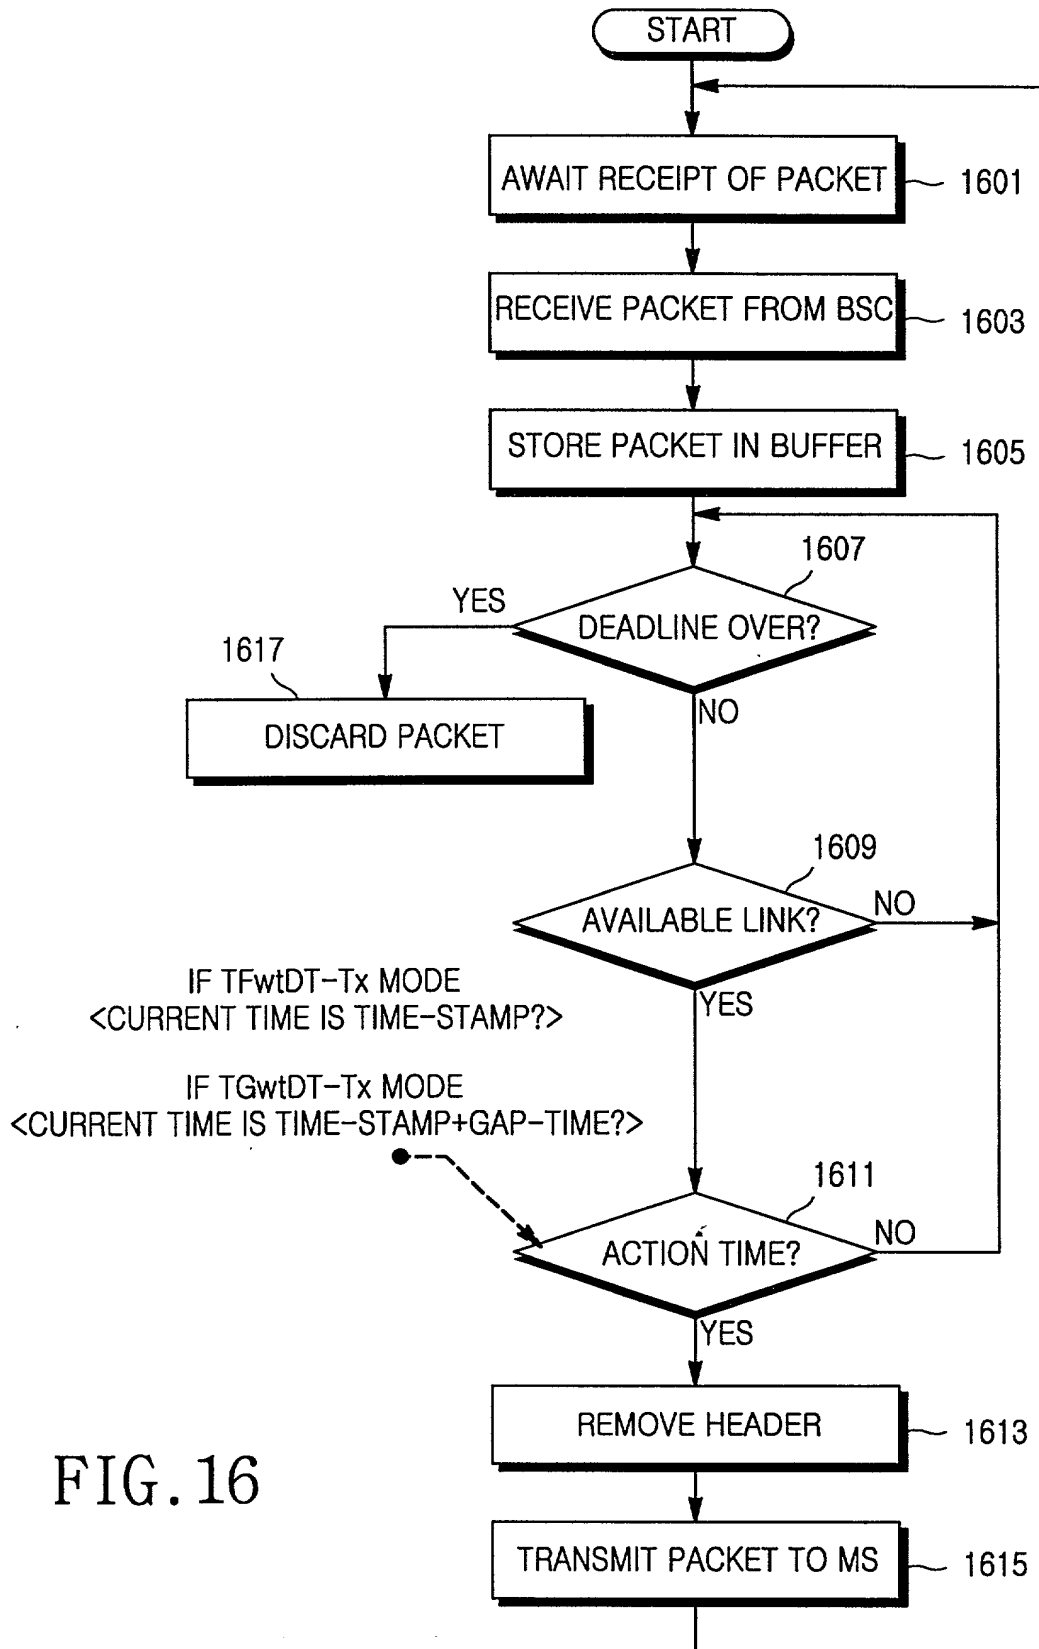 START
AWAIT RECEIPT OF PACKET
1601
RECEIVE PACKET FROM BSC
1603
STORE PACKET IN BUFFER
1605
1607
YES
DEADLINE OVER?
1617
NO
DISCARD PACKET
1609
AVAILABLE LINK?
NO
IF TFwtDT-Tx MODE
YES
<CURRENT TIME IS TIME-STAMP?>
IF TGwtDT-Tx MODE
<CURRENT TIME IS TIME-STAMP+GAP-TIME?>
1611
ACTION TIME?
NO
YES
REMOVE HEADER
1613
FIG.16
TRANSMIT PACKET TO MS
1615